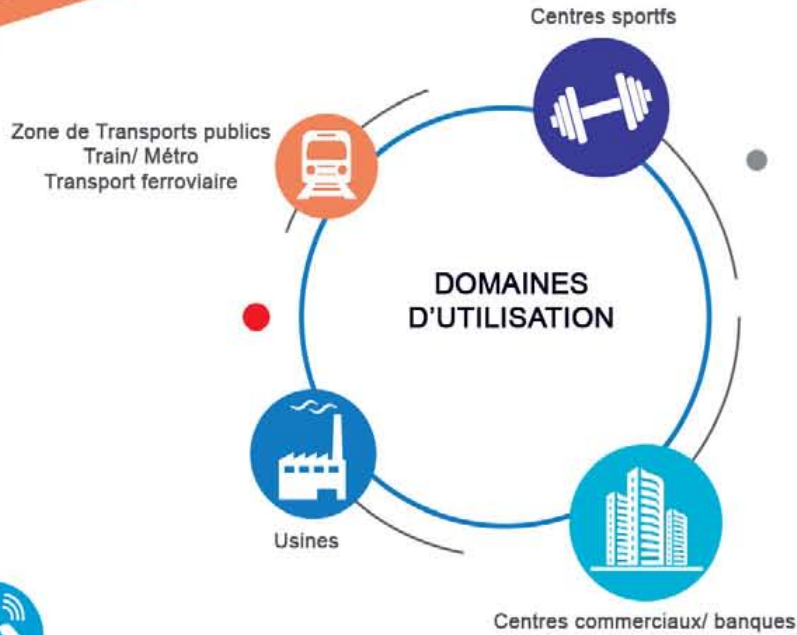 Centres sportfs
Zone de Transports publics
Train/ Métro
Transport ferroviaire
DOMAINES
D'UTILISATION
Usines
Centres commerciaux/ banques